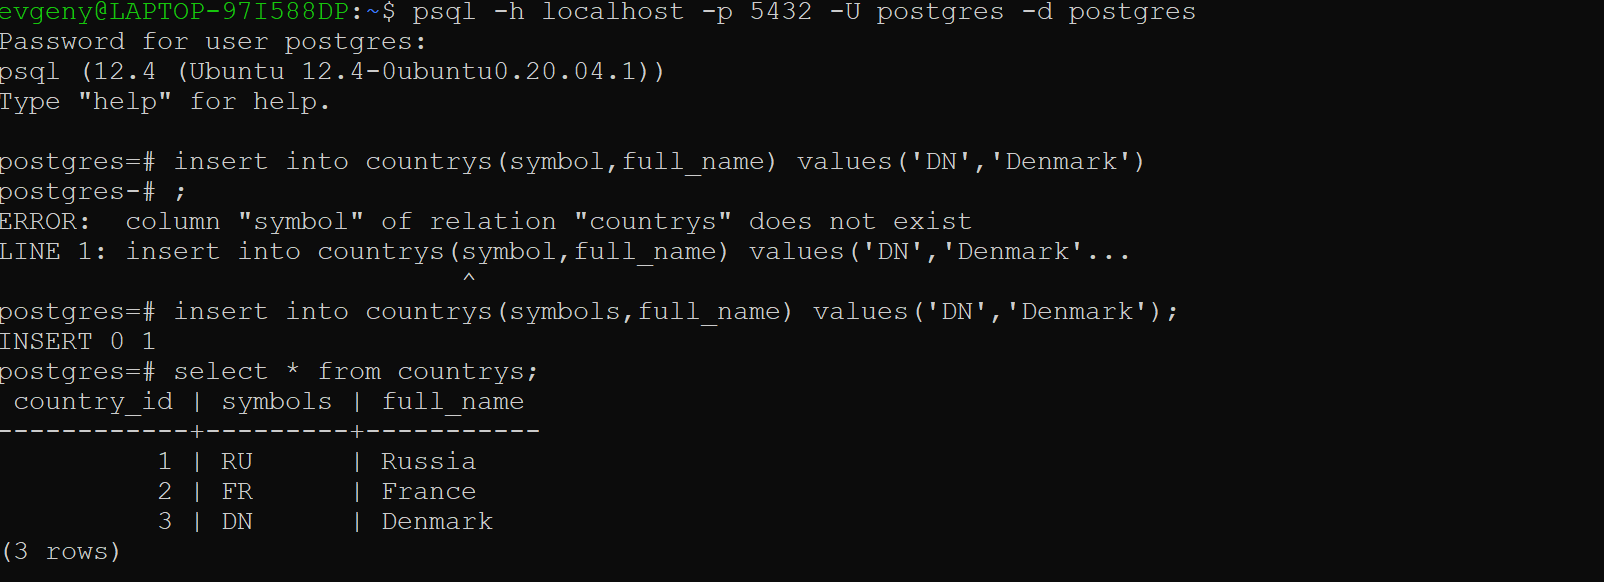 evgeny@LAPTOP-97I588DP:~$ psql -h localhost -p 5432 -U postgres -d postgres
Password for user postgres:
psql (12.4 (Ubuntu 12.4-0ubuntu0.20.04.1))
Type "help" for help.
postgres=# insert into countrys(symbol,full_name) values('DN','Denmark')
postgres-# ;
ERROR:  column "symbol" of relation "countrys" does not exist
LINE 1: insert into countrys(symbol,full_name) values('DN','Denmark'...
                             ^
postgres=# insert into countrys(symbols,full_name) values('DN','Denmark');
INSERT 0 1
postgres=# select * from countrys;
 country_id | symbols | full_name
------------+---------+-----------
          1 | RU      | Russia
          2 | FR      | France
          3 | DN      | Denmark
(3 rows)